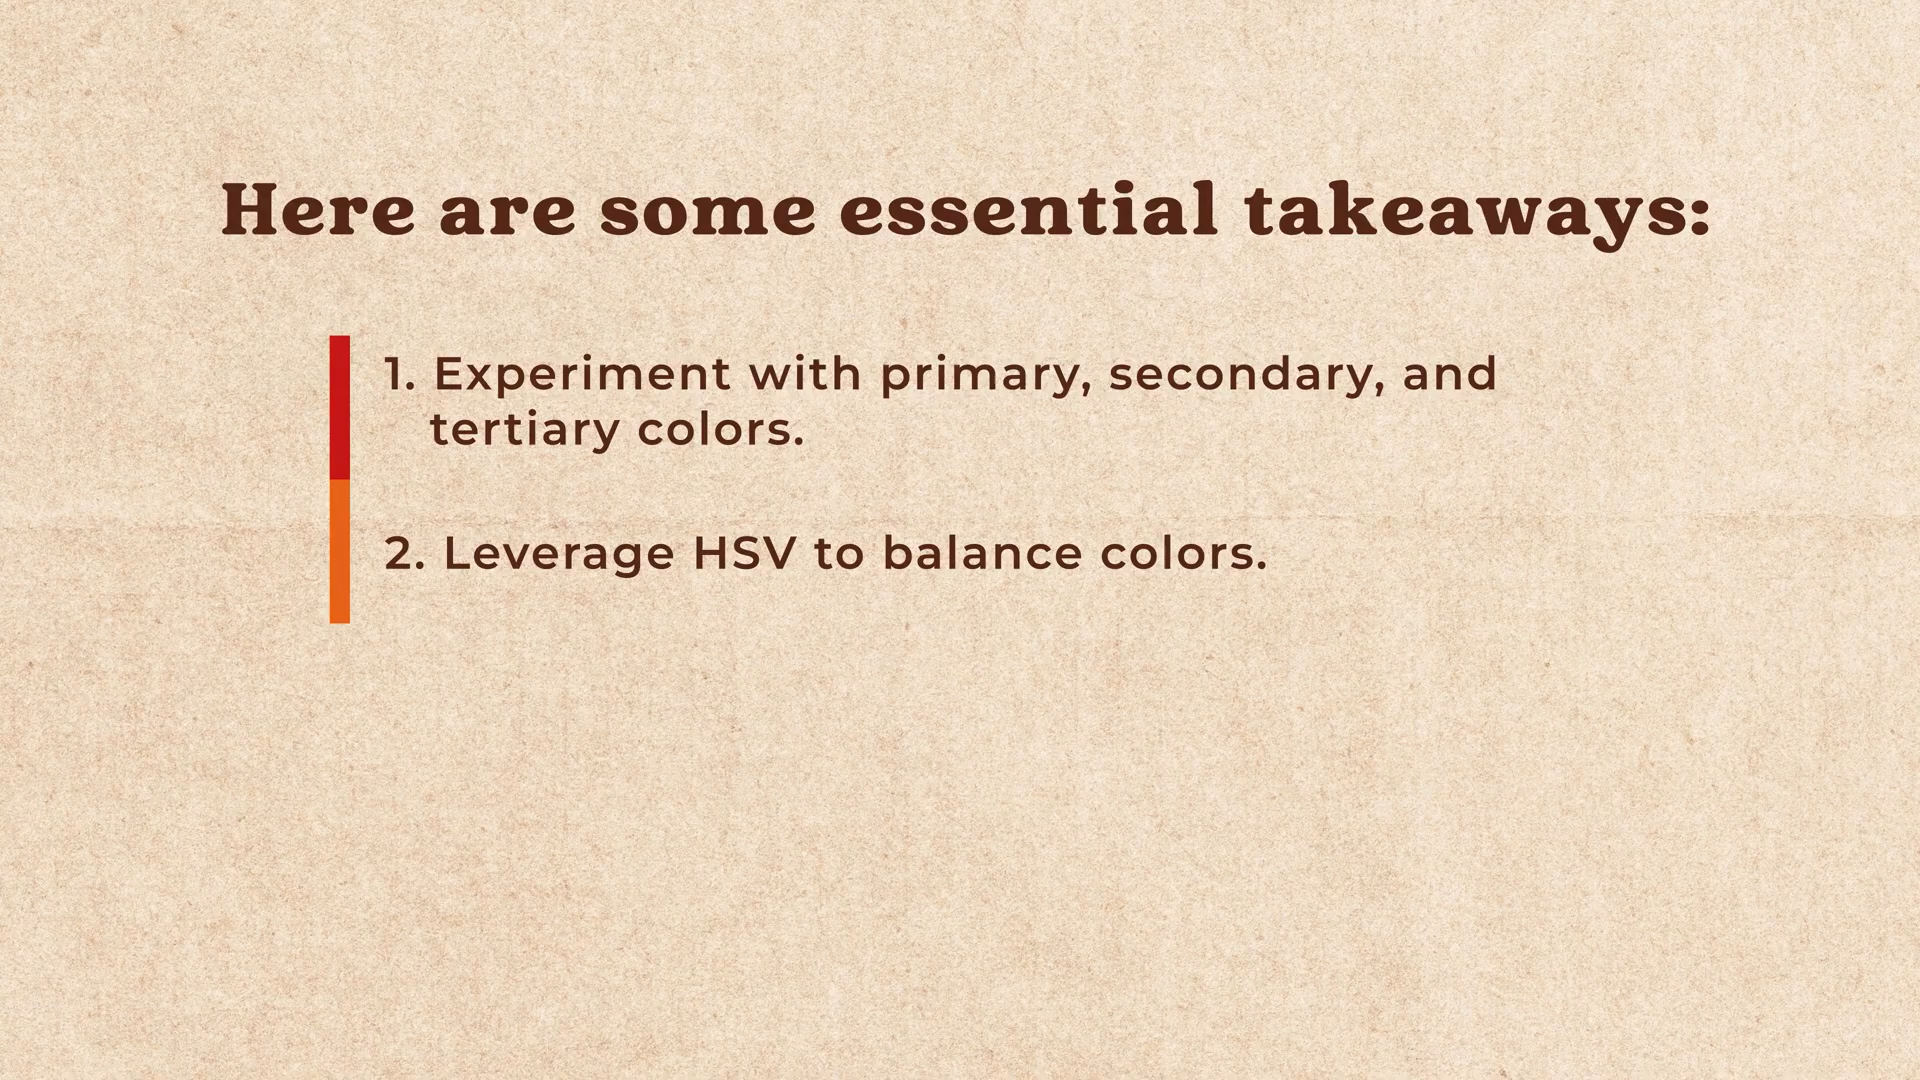 Here are some essential takeaways:
1. Experiment with primary, secondary, and
tertiary colors.
2. Leverage HSV to balance colors.